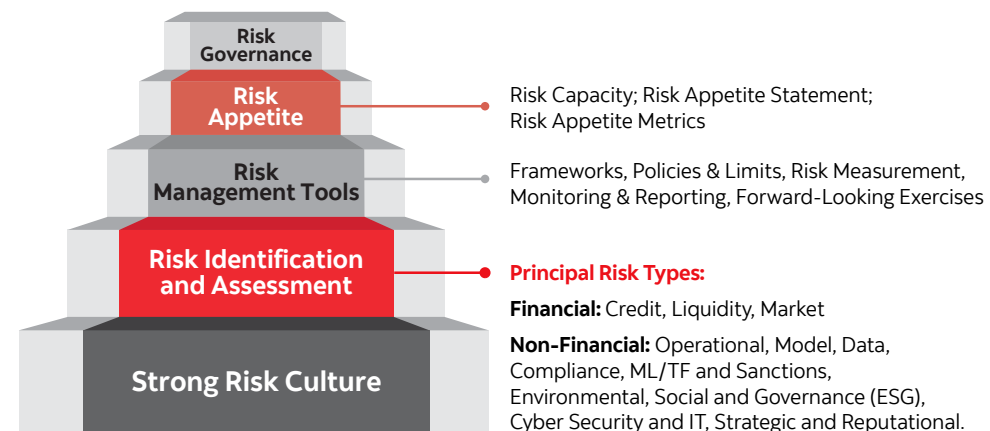 Risk
Governance
Risk
Appetite
Risk Capacity; Risk Appetite Statement;
Risk Appetite Metrics
Risk
Management Tools
Frameworks, Policies & Limits, Risk Measurement,
Monitoring & Reporting, Forward-Looking Exercises
Risk Identification
and Assessment
Principal Risk Types:
Financial: Credit, Liquidity, Market
Non-Financial: Operational, Model, Data,
Compliance, ML/TF and Sanctions,
Environmental, Social and Governance (ESG),
Cyber Security and IT, Strategic and Reputational.
Strong Risk Culture